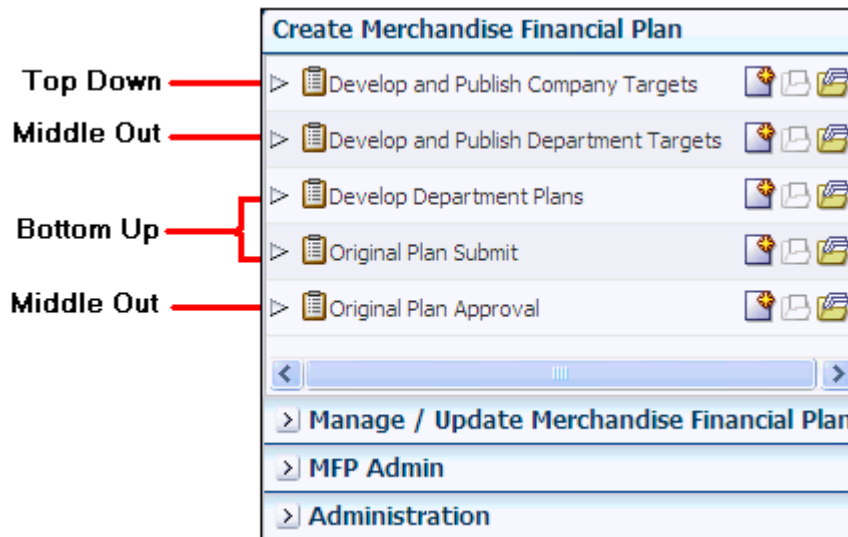 Create Merchandise Financial Plan
Top Down
Develop and Publish Company Targets
Middle Out
Develop and Publish Department Targets
Bottom Up
Develop Department Plans
Original Plan Submit
Middle Out
Original Plan Approval
Manage / Update Merchandise Financial Plan
MFP Admin
Administration